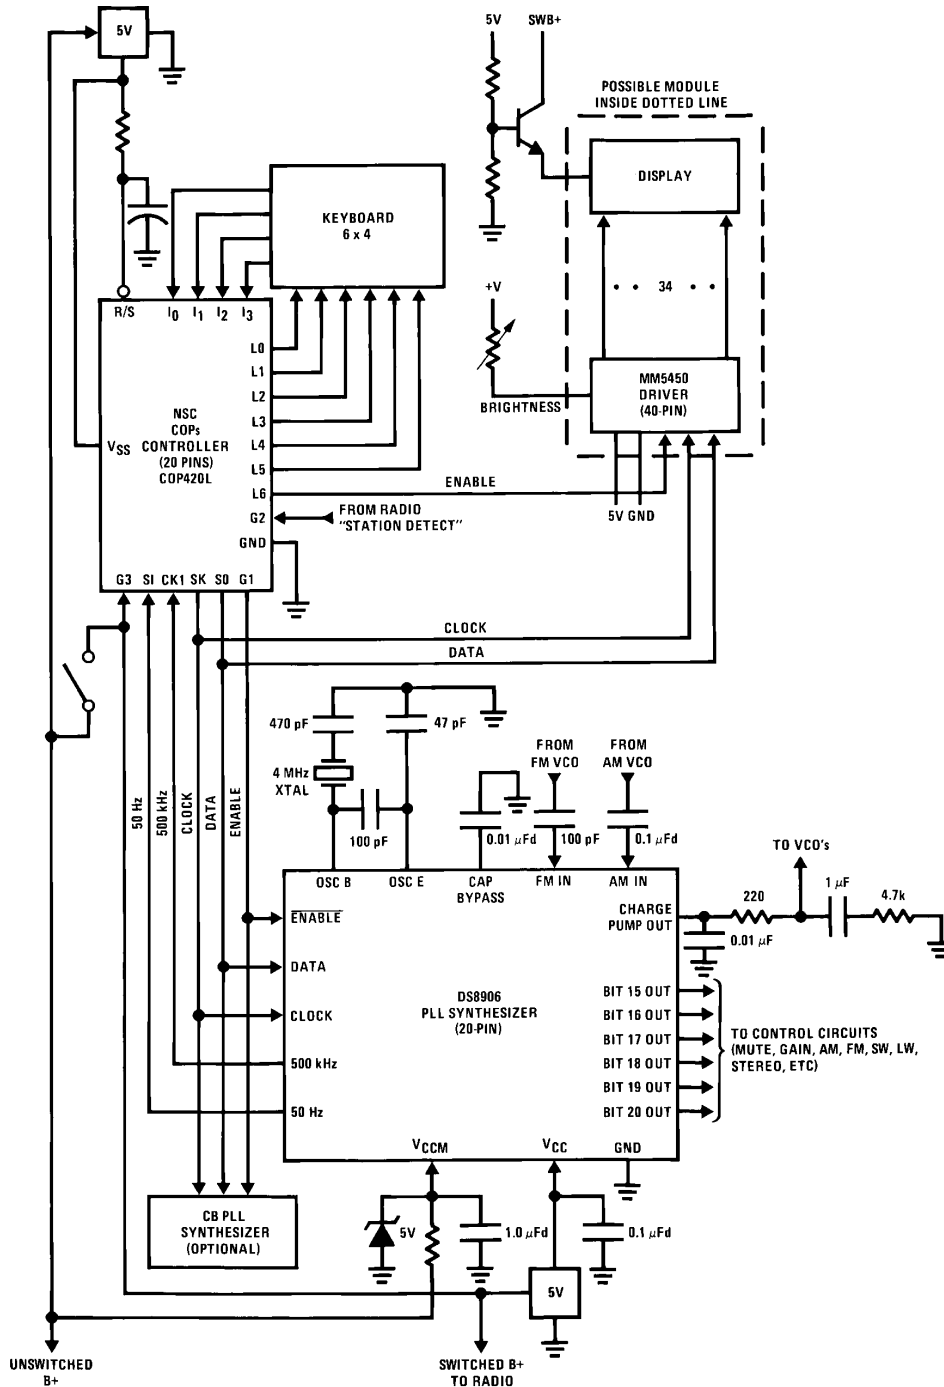 5V
5V
SWB+
POSSIBLE MODULE
INSIDE DOTTED LINE
KEYBOARD
6 x 4
DISPLAY
• • 34 • •
+V
BRIGHTNESS
MM5450
DRIVER
(40-PIN)
5V GND
R/S
I0
I1
I2
I3
L0
L1
L2
L3
L4
L5
L6
G2
GND
NSC
COPs
CONTROLLER
(20 PINS)
COP420L
VSS
ENABLE
FROM RADIO
"STATION DETECT"
G3
SI
CK1
SK
S0
G1
CLOCK
DATA
50 Hz
500 kHz
CLOCK
DATA
ENABLE
470 pF
47 pF
4 MHz
XTAL
100 pF
0.01 μFd
FROM
FM VCO
100 pF
FROM
AM VCO
0.1 μFd
OSC B
OSC E
CAP
BYPASS
FM IN
AM IN
ENABLE
DATA
CLOCK
500 kHz
50 Hz
DS8906
PLL SYNTHESIZER
(20-PIN)
CHARGE
PUMP OUT
BIT 15 OUT
BIT 16 OUT
BIT 17 OUT
BIT 18 OUT
BIT 19 OUT
BIT 20 OUT
VCCM
VCC
GND
TO VCO's
220
1 μF
4.7k
0.01 μF
TO CONTROL CIRCUITS
(MUTE, GAIN, AM, FM, SW, LW,
STEREO, ETC)
CB PLL
SYNTHESIZER
(OPTIONAL)
5V
1.0 μFd
0.1 μFd
5V
UNSWITCHED
B+
SWITCHED B+
TO RADIO